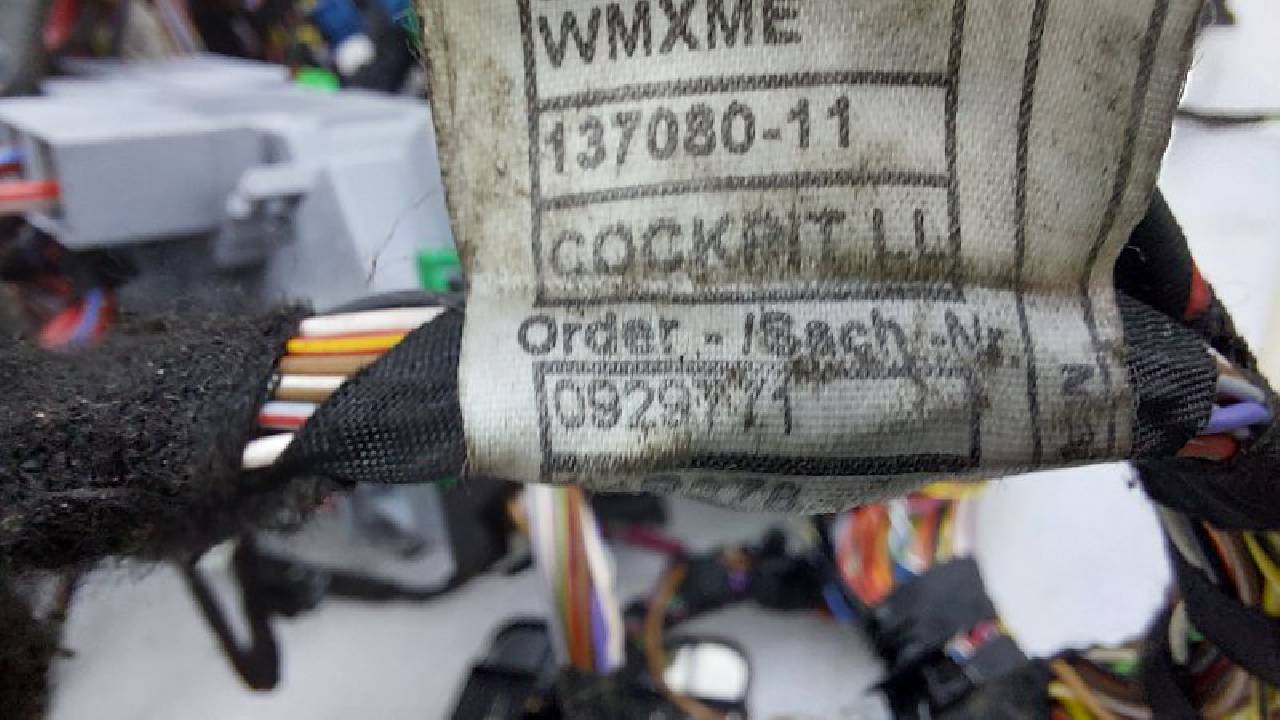 WMXME
137080-11
COCKPIT LL
Order.-/Sach.-Nr.
0929771